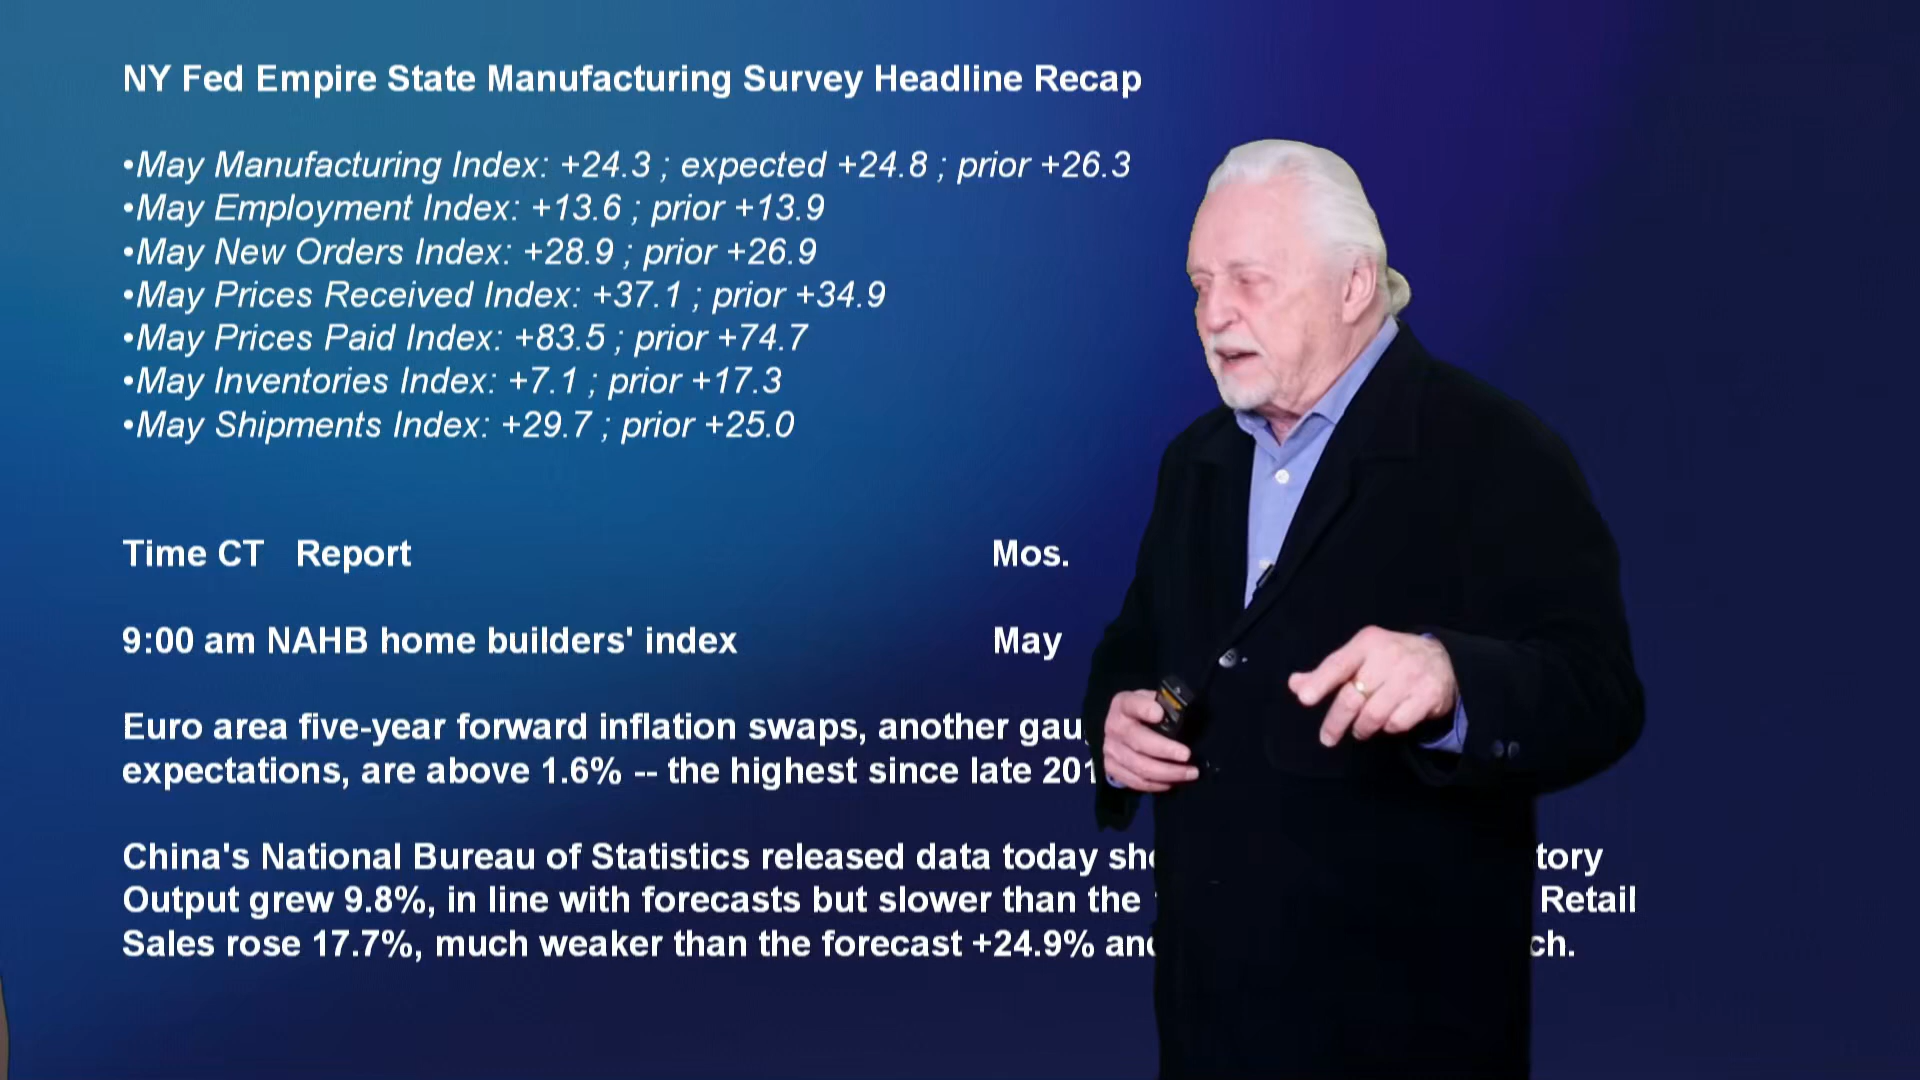 NY Fed Empire State Manufacturing Survey Headline Recap
•May Manufacturing Index: +24.3 ; expected +24.8 ; prior +26.3
•May Employment Index: +13.6 ; prior +13.9
•May New Orders Index: +28.9 ; prior +26.9
•May Prices Received Index: +37.1 ; prior +34.9
•May Prices Paid Index: +83.5 ; prior +74.7
•May Inventories Index: +7.1 ; prior +17.3
•May Shipments Index: +29.7 ; prior +25.0
Time CT Report Mos.
9:00 am NAHB home builders' index May
Euro area five-year forward inflation swaps, another
expectations, are above 1.6% -- the highest since late
China's National Bureau of Statistics released data today
Output grew 9.8%, in line with forecasts but slower than the Retail
Sales rose 17.7%, much weaker than the forecast +24.9%